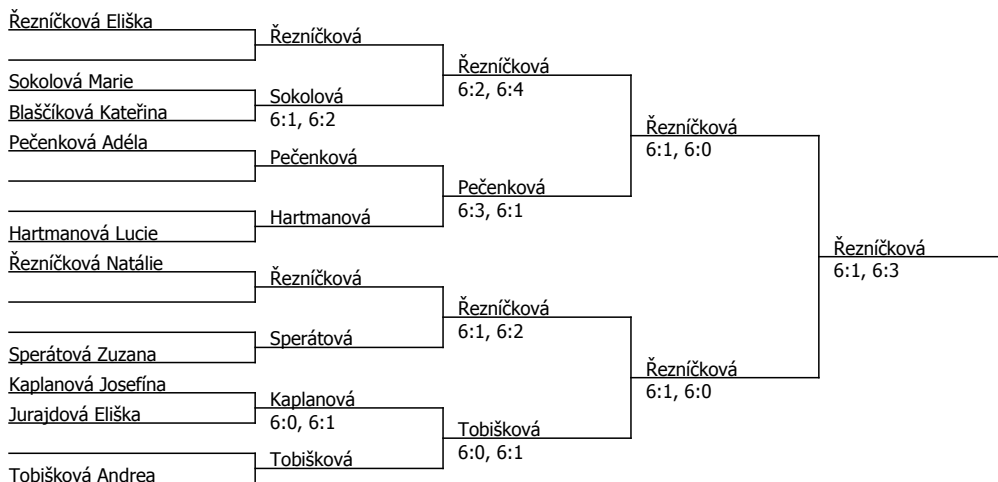 Řezníčková Eliška
Sokolová Marie
Blaščíková Kateřina
Pečenková Adéla
Hartmanová Lucie
Řezníčková Natálie
Sperátová Zuzana
Kaplanová Josefína
Jurajdová Eliška
Tobišková Andrea
Řezníčková
Sokolová
6:1, 6:2
Pečenková
Hartmanová
Řezníčková
Sperátová
Kaplanová
6:0, 6:1
Tobišková
Řezníčková
6:2, 6:4
Pečenková
6:3, 6:1
Řezníčková
6:1, 6:2
Tobišková
6:0, 6:1
Řezníčková
6:1, 6:0
Řezníčková
6:1, 6:0
Řezníčková
6:1, 6:3